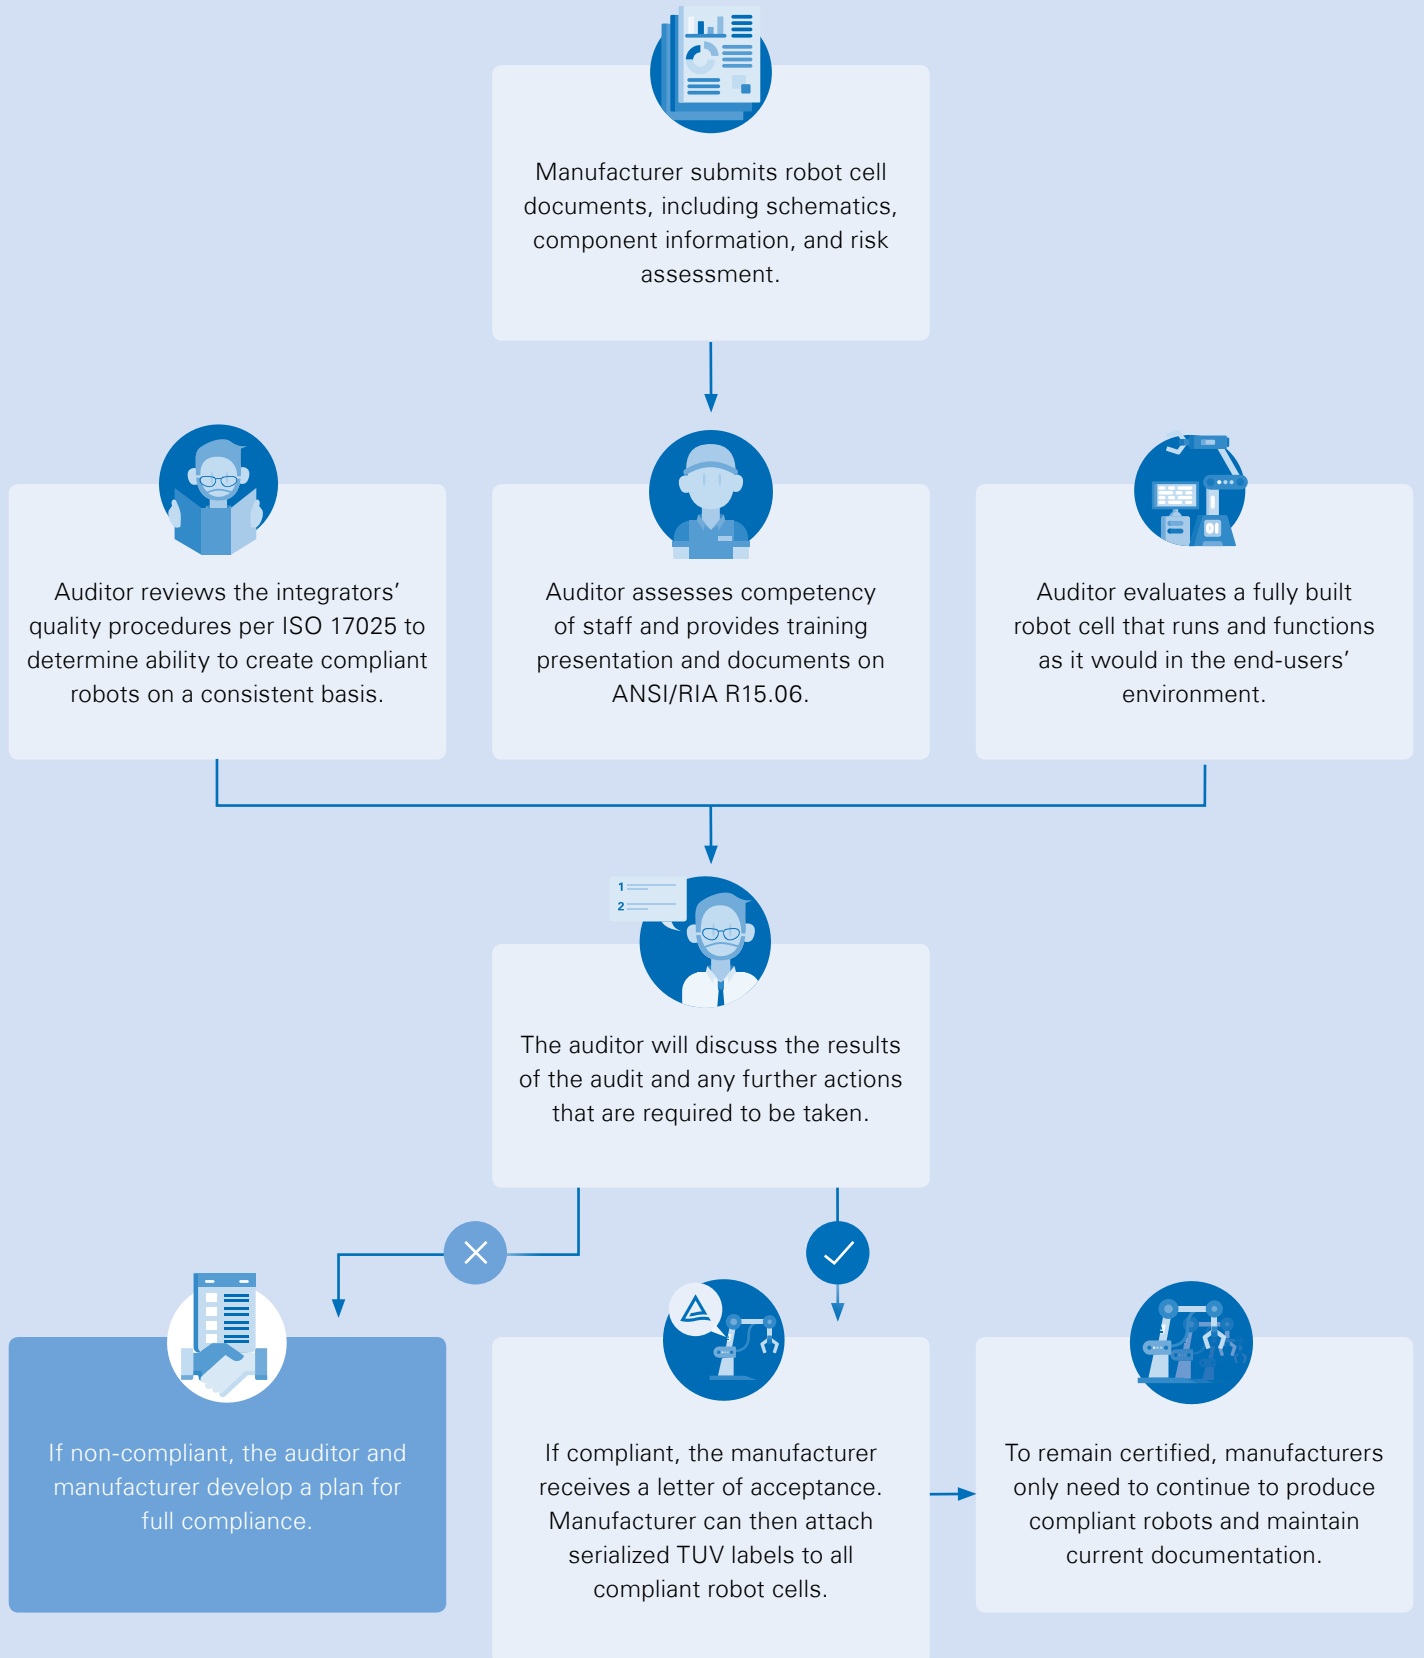 Manufacturer submits robot cell
documents, including schematics,
component information, and risk
assessment.
Auditor reviews the integrators’
quality procedures per ISO 17025 to
determine ability to create compliant
robots on a consistent basis.
Auditor assesses competency
of staff and provides training
presentation and documents on
ANSI/RIA R15.06.
01
Auditor evaluates a fully built
robot cell that runs and functions
as it would in the end-users’
environment.
1
2
The auditor will discuss the results
of the audit and any further actions
that are required to be taken.
If non-compliant, the auditor and
manufacturer develop a plan for
full compliance.
If compliant, the manufacturer
receives a letter of acceptance.
Manufacturer can then attach
serialized TUV labels to all
compliant robot cells.
To remain certified, manufacturers
only need to continue to produce
compliant robots and maintain
current documentation.